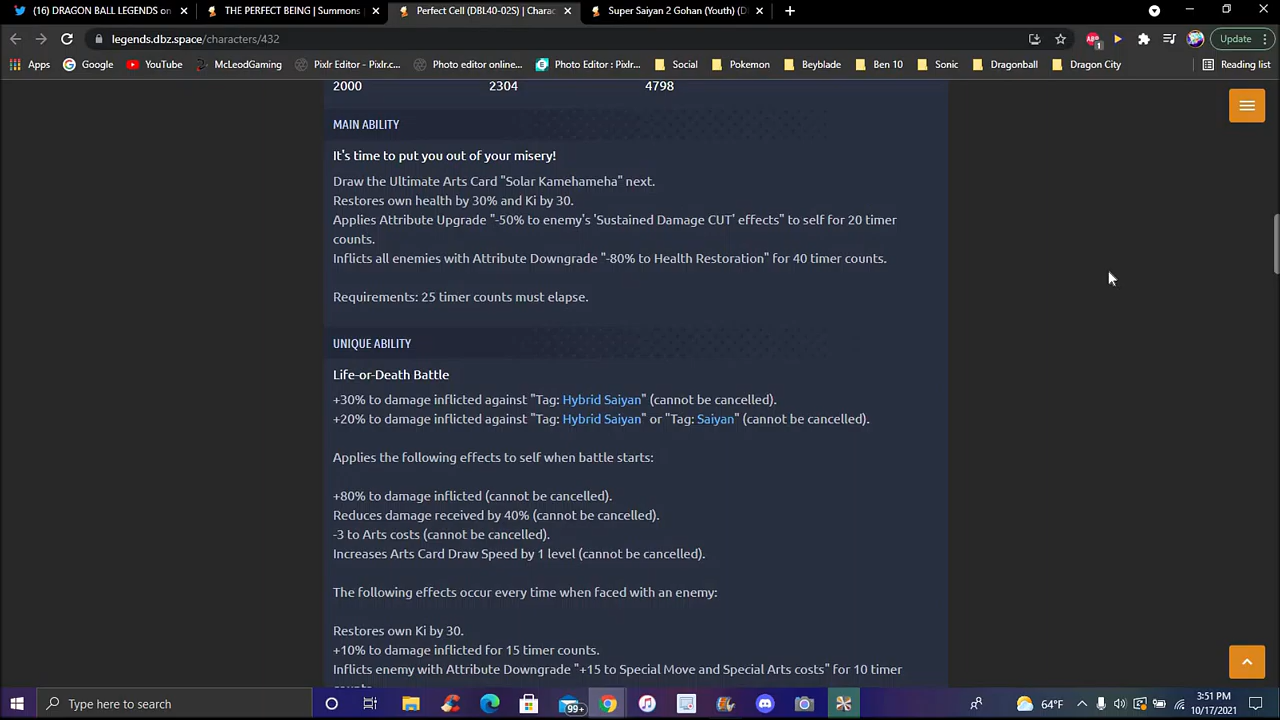 (16) DRAGON BALL LEGENDS on
THE PERFECT BEING | Summons
Perfect Cell (DBL40-02S) | Charac
Super Saiyan 2 Gohan (Youth) (D
legends.dbz.space/characters/432
ABP
1
Update
Apps
Google
YouTube
McLeodGaming
Pixlr Editor - Pixlr.c...
Photo editor online...
Photo Editor : Pixlr...
Social
Pokemon
Beyblade
Ben 10
Sonic
Dragonball
Dragon City
Reading list
2000 2304 4798
MAIN ABILITY
It's time to put you out of your misery!
Draw the Ultimate Arts Card "Solar Kamehameha" next.
Restores own health by 30% and Ki by 30.
Applies Attribute Upgrade "-50% to enemy's 'Sustained Damage CUT' effects" to self for 20 timer
counts.
Inflicts all enemies with Attribute Downgrade "-80% to Health Restoration" for 40 timer counts.
Requirements: 25 timer counts must elapse.
UNIQUE ABILITY
Life-or-Death Battle
+30% to damage inflicted against "Tag: Hybrid Saiyan" (cannot be cancelled).
+20% to damage inflicted against "Tag: Hybrid Saiyan" or "Tag: Saiyan" (cannot be cancelled).
Applies the following effects to self when battle starts:
+80% to damage inflicted (cannot be cancelled).
Reduces damage received by 40% (cannot be cancelled).
-3 to Arts costs (cannot be cancelled).
Increases Arts Card Draw Speed by 1 level (cannot be cancelled).
The following effects occur every time when faced with an enemy:
Restores own Ki by 30.
+10% to damage inflicted for 15 timer counts.
Inflicts enemy with Attribute Downgrade "+15 to Special Move and Special Arts costs" for 10 timer
counts.
Type here to search
99+
64°F
3:51 PM
10/17/2021